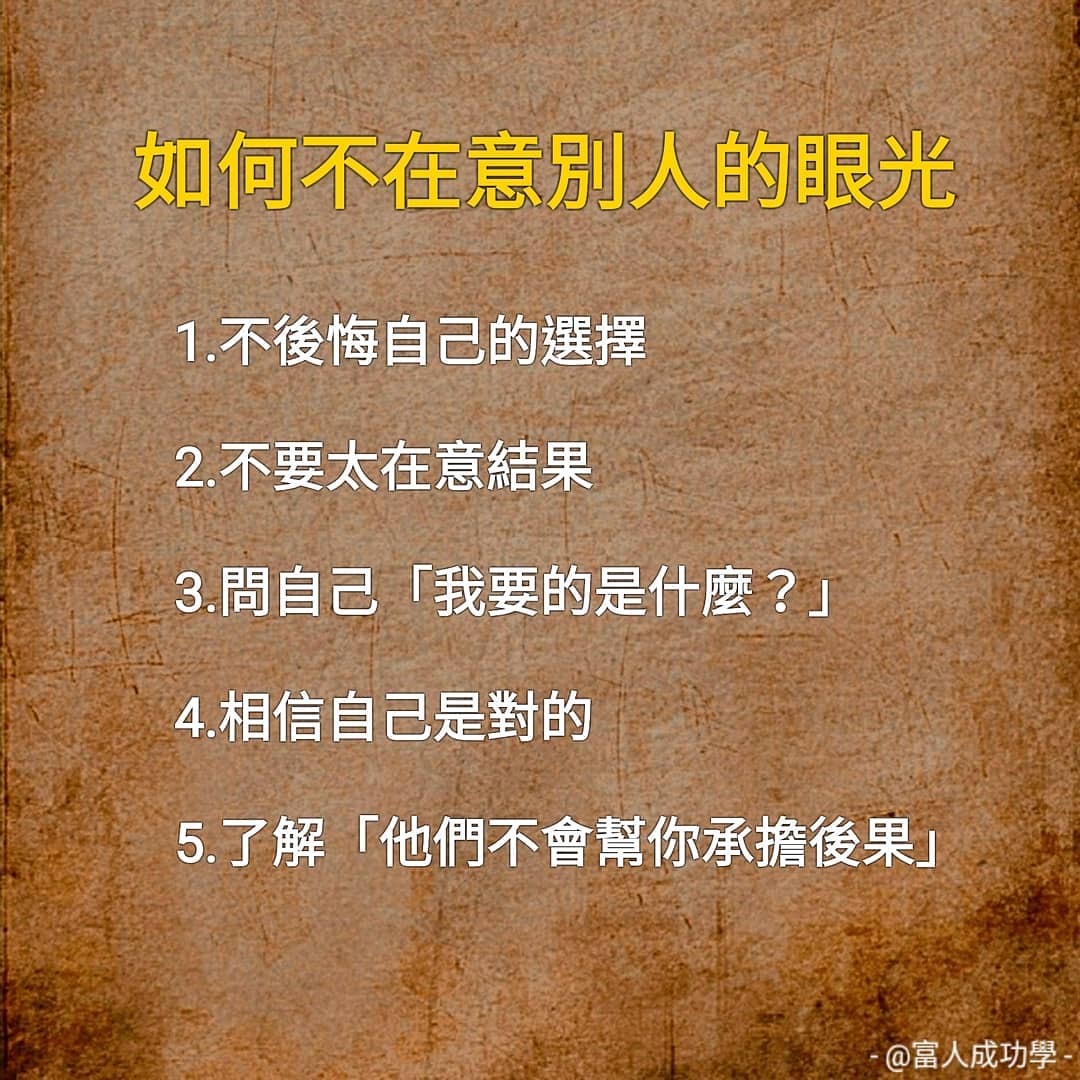 如何不在意別人的眼光
1.不後悔自己的選擇
2.不要太在意結果
3.問自己「我要的是什麼？」
4.相信自己是對的
5.了解「他們不會幫你承擔後果」
- @富人成功學 -